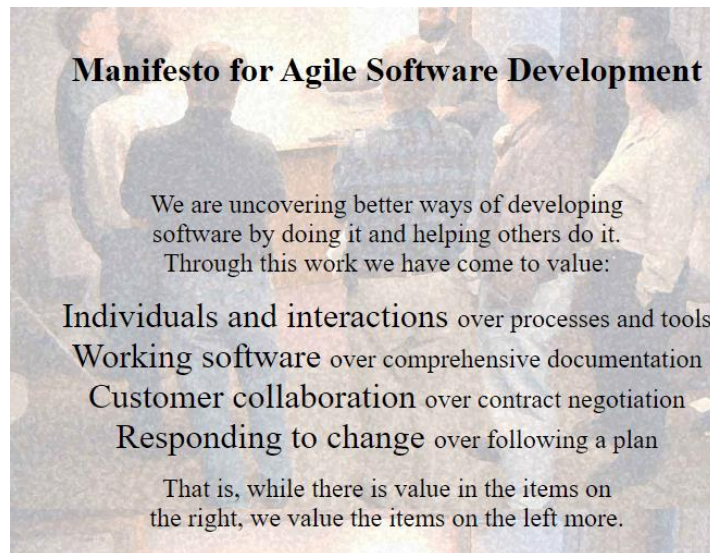 Manifesto for Agile Software Development
We are uncovering better ways of developing
software by doing it and helping others do it.
Through this work we have come to value:
Individuals and interactions over processes and tools
Working software over comprehensive documentation
Customer collaboration over contract negotiation
Responding to change over following a plan
That is, while there is value in the items on
the right, we value the items on the left more.